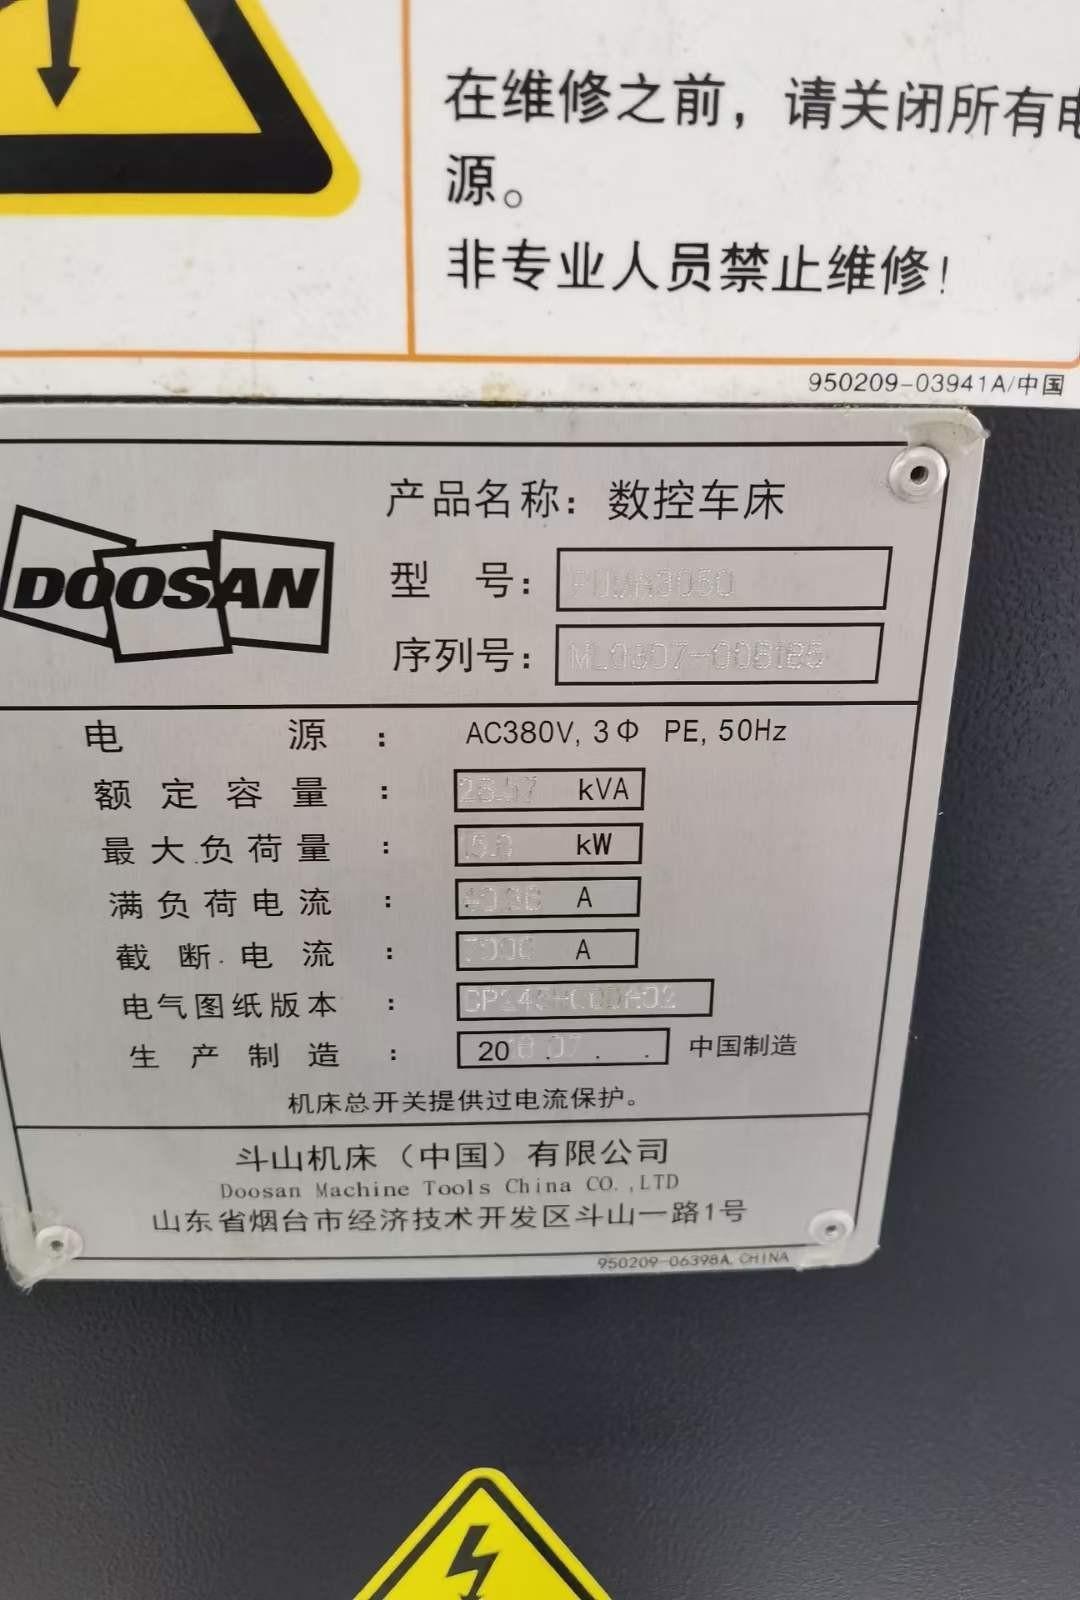 在维修之前，请关闭所有电
源。
非专业人员禁止维修！
950209-03941A/中国
DOOSAN
产品名称：数控车床
型 号：PUMA3050
序列号：ML0307-008185
电 源 ： AC380V, 3Φ PE, 50Hz
额定容量 ： kVA
最大负荷量 ： kW
满负荷电流 ： A
截断电流 ： A
电气图纸版本 ：
生产制造 ： 20 . . . 中国制造
机床总开关提供过电流保护。
斗山机床（中国）有限公司
Doosan Machine Tools China CO.,LTD
山东省烟台市经济技术开发区斗山一路1号
950209-06398A, CHINA